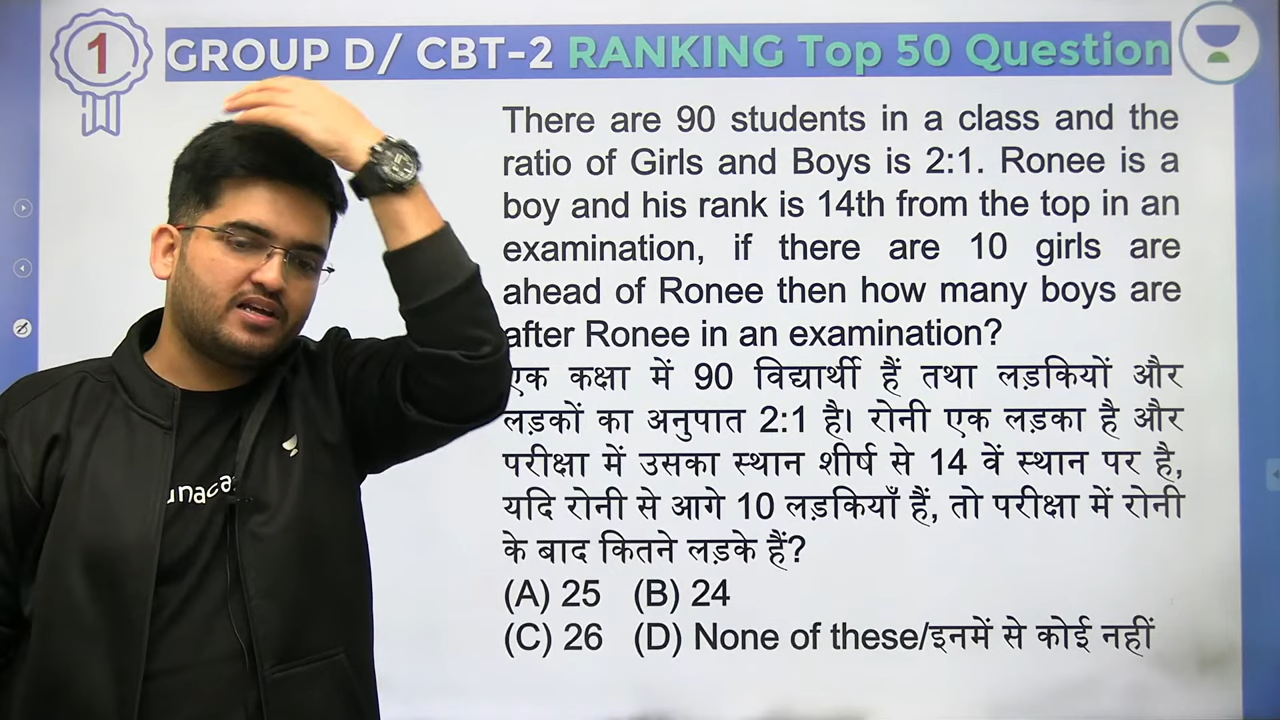 1
GROUP D/ CBT-2 RANKING Top 50 Question
There are 90 students in a class and the
ratio of Girls and Boys is 2:1. Ronee is a
boy and his rank is 14th from the top in an
examination, if there are 10 girls are
ahead of Ronee then how many boys are
after Ronee in an examination?
एक कक्षा में 90 विद्यार्थी हैं तथा लड़कियों और
लड़कों का अनुपात 2:1 है। रोनी एक लड़का है और
परीक्षा में उसका स्थान शीर्ष से 14 वें स्थान पर है,
यदि रोनी से आगे 10 लड़कियाँ हैं, तो परीक्षा में रोनी
के बाद कितने लड़के हैं?
(A) 25 (B) 24
(C) 26 (D) None of these/इनमें से कोई नहीं